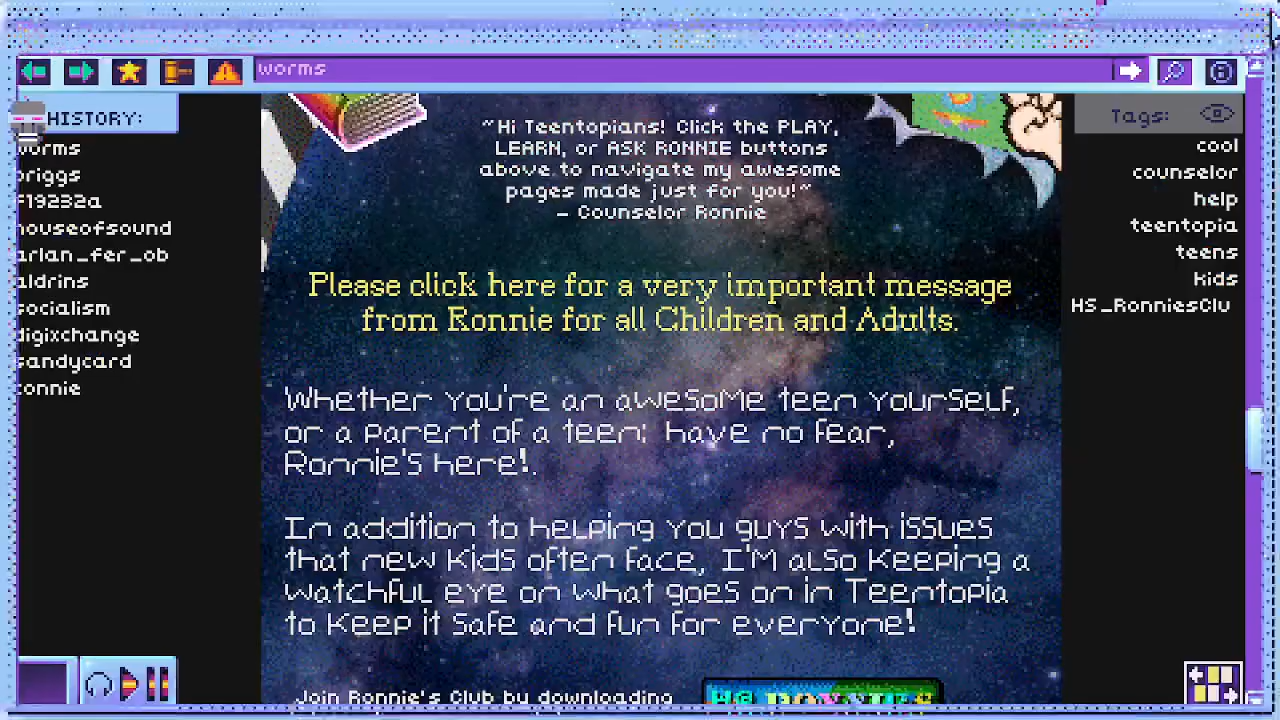 worms
HISTORY:
worms
briggs
f19232a
houseofsound
arlan_fer_ob
aldrins
socialism
digixchange
sandycard
ronnie
"Hi Teentopians! Click the PLAY,
LEARN, or ASK RONNIE buttons
above to navigate my awesome
pages made just for you!"
- Counselor Ronnie
Please click here for a very important message
from Ronnie for all Children and Adults.
Whether you're an awesome teen yourself,
or a parent of a teen: have no fear,
Ronnie's here!.
In addition to helping you guys with issues
that new kids often face, I'm also keeping a
watchful eye on what goes on in Teentopia
to keep it safe and fun for everyone!
Join Ronnie's Club by downloading
Tags:
cool
counselor
help
teentopia
teens
kids
HS_RonniesClu